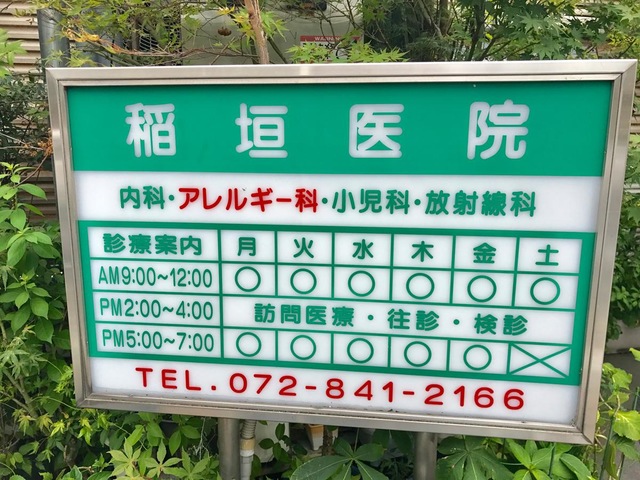 稲垣医院
内科・アレルギー科・小児科・放射線科
診療案内 月 火 水 木 金 土
AM9:00~12:00 ○ ○ ○ ○ ○ ○
PM2:00~4:00 訪問医療・往診・検診
PM5:00~7:00 ○ ○ ○ ○ ○ ×
TEL. 072-841-2166